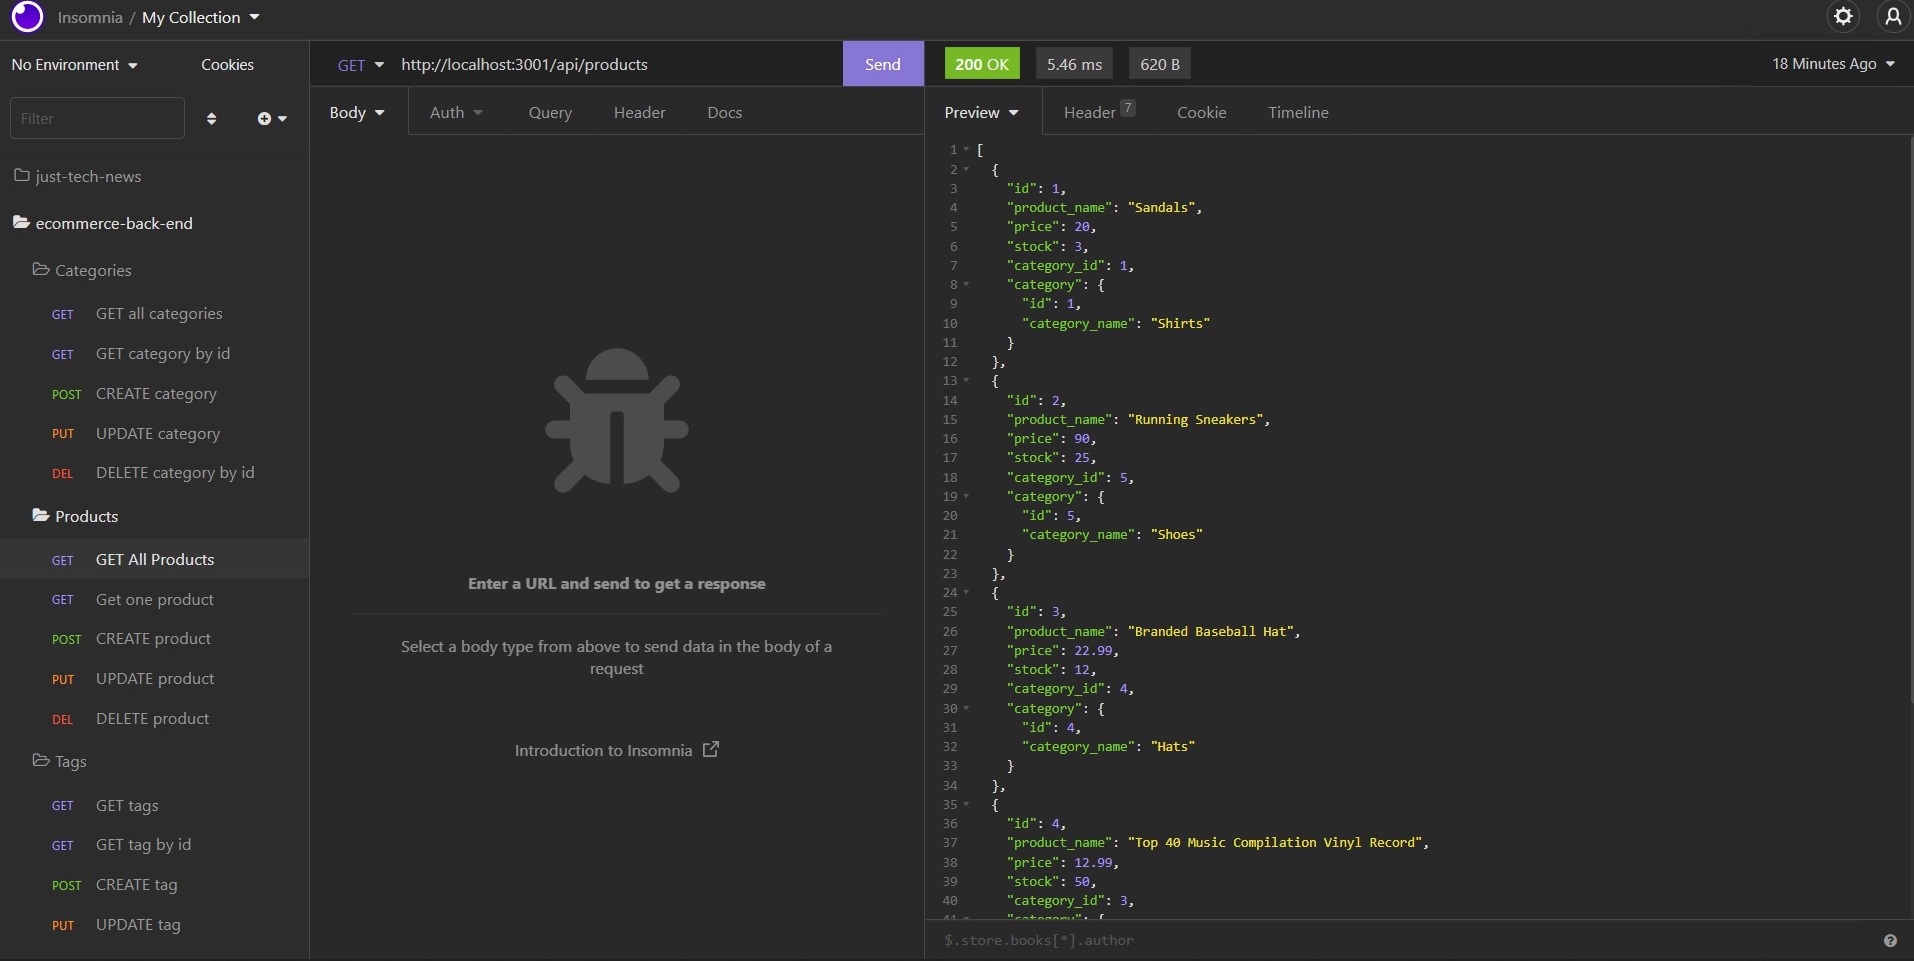 Insomnia / My Collection
No Environment
Cookies
Filter
just-tech-news
ecommerce-back-end
Categories
GET GET all categories
GET GET category by id
POST CREATE category
PUT UPDATE category
DEL DELETE category by id
Products
GET GET All Products
GET Get one product
POST CREATE product
PUT UPDATE product
DEL DELETE product
Tags
GET GET tags
GET GET tag by id
POST CREATE tag
PUT UPDATE tag
GET http://localhost:3001/api/products Send
Body Auth Query Header Docs
Enter a URL and send to get a response
Select a body type from above to send data in the body of a
request
Introduction to Insomnia
200 OK 5.46 ms 620 B 18 Minutes Ago
Preview Header 7 Cookie Timeline
1 [
2 {
3 "id": 1,
4 "product_name": "Sandals",
5 "price": 20,
6 "stock": 3,
7 "category_id": 1,
8 "category": {
9 "id": 1,
10 "category_name": "Shirts"
11 }
12 },
13 {
14 "id": 2,
15 "product_name": "Running Sneakers",
16 "price": 90,
17 "stock": 25,
18 "category_id": 5,
19 "category": {
20 "id": 5,
21 "category_name": "Shoes"
22 }
23 },
24 {
25 "id": 3,
26 "product_name": "Branded Baseball Hat",
27 "price": 22.99,
28 "stock": 12,
29 "category_id": 4,
30 "category": {
31 "id": 4,
32 "category_name": "Hats"
33 }
34 },
35 {
36 "id": 4,
37 "product_name": "Top 40 Music Compilation Vinyl Record",
38 "price": 12.99,
39 "stock": 50,
40 "category_id": 3,
41 "category": {
$.store.books[*].author